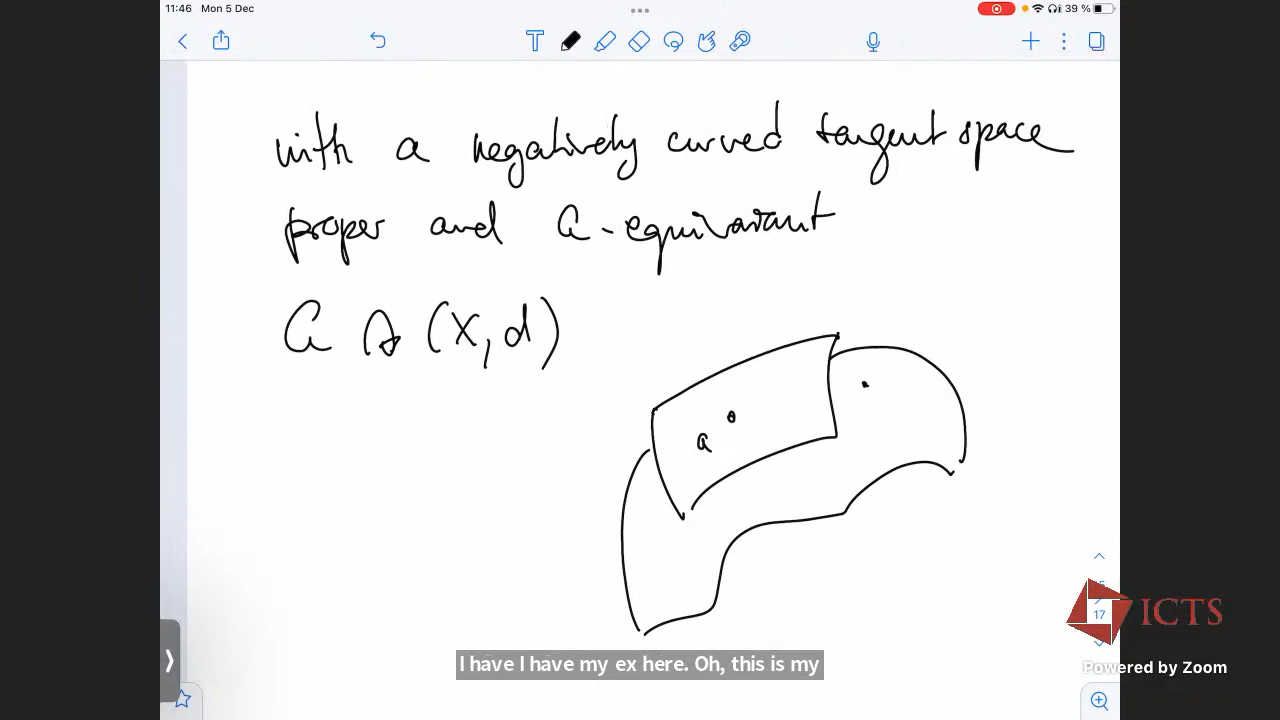 11:46 Mon 5 Dec
39 %
with a negatively curved tangent space
proper and G-equivariant
G ↷ (X, d)
a
17
ICTS
I have I have my ex here. Oh, this is my
Powered by Zoom